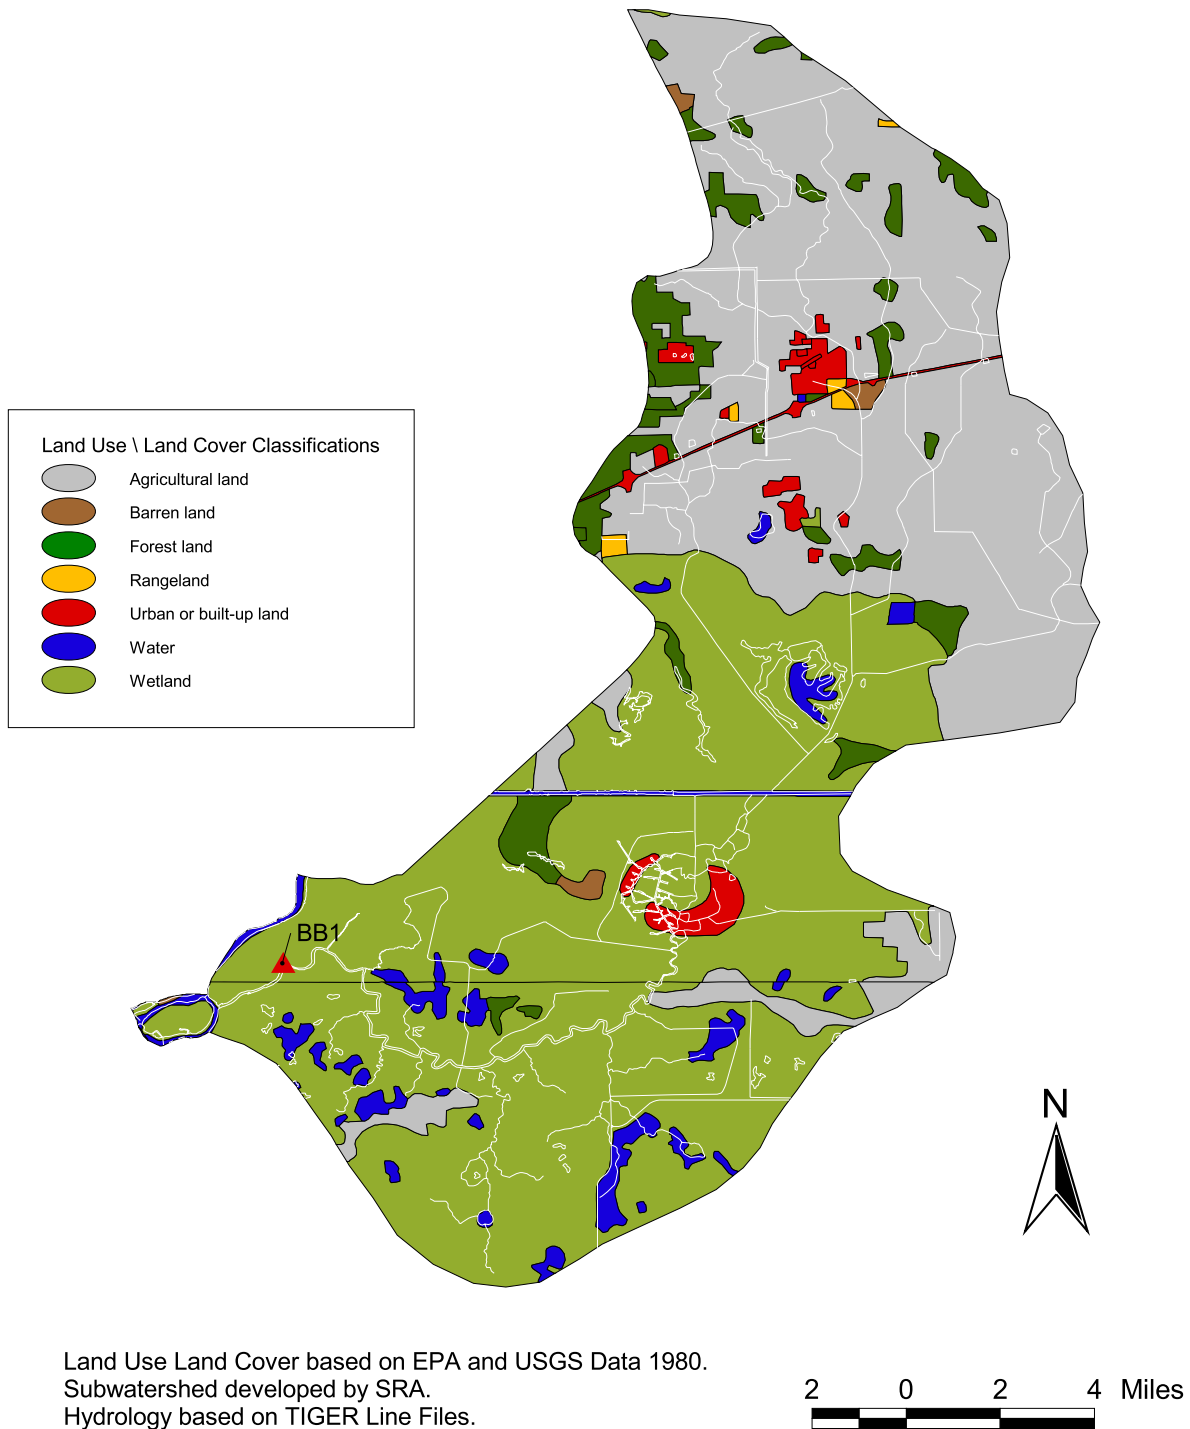 Land Use \ Land Cover Classifications
Agricultural land
Barren land
Forest land
Rangeland
Urban or built-up land
Water
Wetland
BB1
N
Land Use Land Cover based on EPA and USGS Data 1980.
Subwatershed developed by SRA.
Hydrology based on TIGER Line Files.
2 0 2 4 Miles